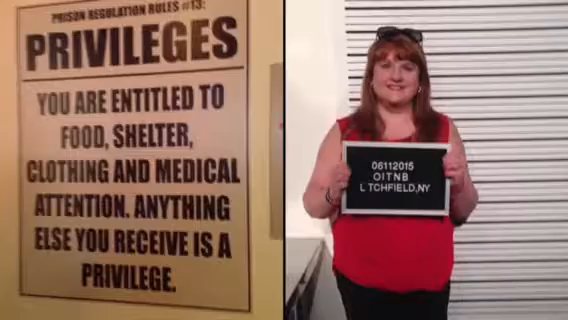 PRISON REGULATION RULES #13:
PRIVILEGES
YOU ARE ENTITLED TO
FOOD, SHELTER,
CLOTHING AND MEDICAL
ATTENTION. ANYTHING
ELSE YOU RECEIVE IS A
PRIVILEGE.
06112015
OITNB
L TCHFIELD,NY